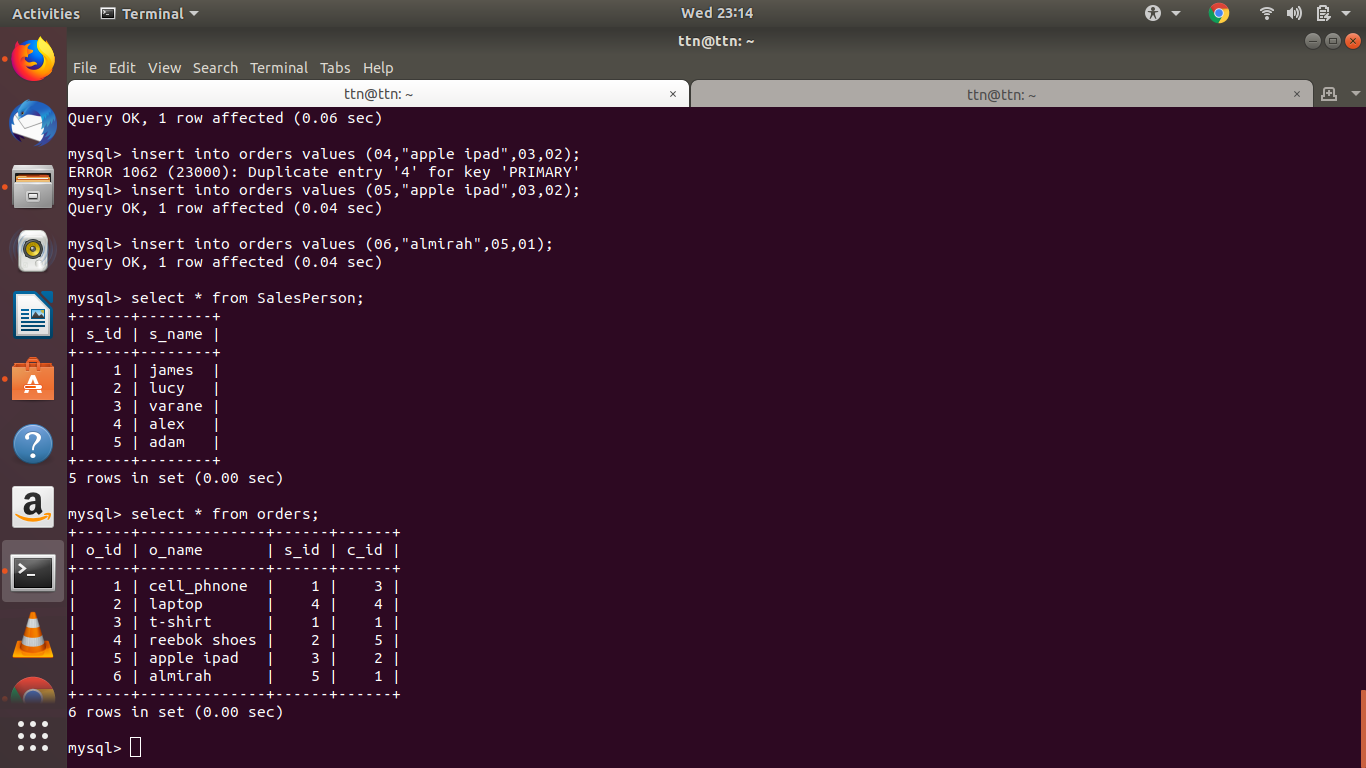 Activities Terminal Wed 23:14
ttn@ttn: ~
File Edit View Search Terminal Tabs Help
ttn@ttn: ~ × ttn@ttn: ~ ×
Query OK, 1 row affected (0.06 sec)
mysql> insert into orders values (04,"apple ipad",03,02);
ERROR 1062 (23000): Duplicate entry '4' for key 'PRIMARY'
mysql> insert into orders values (05,"apple ipad",03,02);
Query OK, 1 row affected (0.04 sec)
mysql> insert into orders values (06,"almirah",05,01);
Query OK, 1 row affected (0.04 sec)
mysql> select * from SalesPerson;
+------+--------+
| s_id | s_name |
+------+--------+
|    1 | james  |
|    2 | lucy   |
|    3 | varane |
|    4 | alex   |
|    5 | adam   |
+------+--------+
5 rows in set (0.00 sec)
mysql> select * from orders;
+------+--------------+------+------+
| o_id | o_name       | s_id | c_id |
+------+--------------+------+------+
|    1 | cell_phnone  |    1 |    3 |
|    2 | laptop       |    4 |    4 |
|    3 | t-shirt      |    1 |    1 |
|    4 | reebok shoes |    2 |    5 |
|    5 | apple ipad   |    3 |    2 |
|    6 | almirah      |    5 |    1 |
+------+--------------+------+------+
6 rows in set (0.00 sec)
mysql>